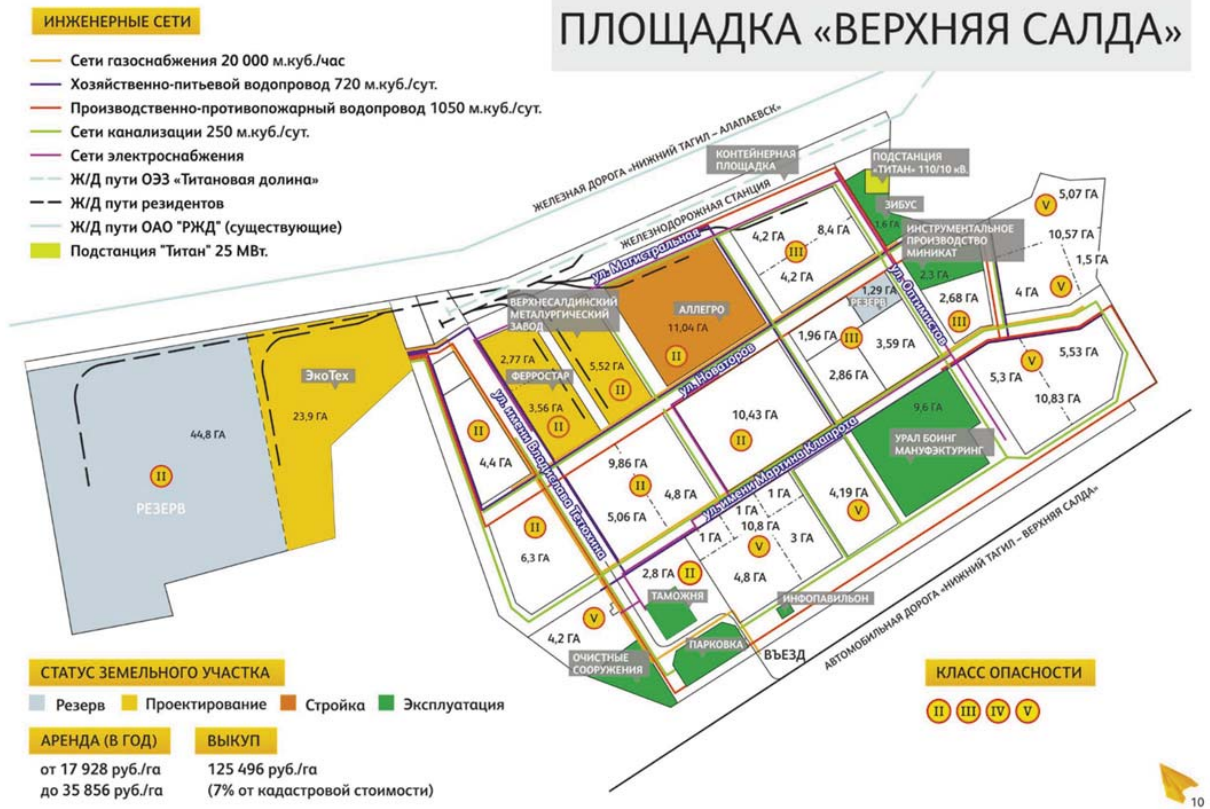 ПЛОЩАДКА «ВЕРХНЯЯ САЛДА»
ИНЖЕНЕРНЫЕ СЕТИ
Сети газоснабжения 20 000 м.куб./час
Хозяйственно-питьевой водопровод 720 м.куб./сут.
Производственно-противопожарный водопровод 1050 м.куб./сут.
Сети канализации 250 м.куб./сут.
Сети электроснабжения
Ж/Д пути ОЭЗ «Титановая долина»
Ж/Д пути резидентов
Ж/Д пути ОАО "РЖД" (существующие)
Подстанция "Титан" 25 МВт.
ЖЕЛЕЗНАЯ ДОРОГА «НИЖНИЙ ТАГИЛ – АЛАПАЕВСК»
ЖЕЛЕЗНОДОРОЖНАЯ СТАНЦИЯ
КОНТЕЙНЕРНАЯ
ПЛОЩАДКА
ПОДСТАНЦИЯ
«ТИТАН» 110/10 кВ.
ЗИБУС
1,6 ГА
ИНСТРУМЕНТАЛЬНОЕ
ПРОИЗВОДСТВО
МИНИКАТ
2,3 ГА
V
5,07 ГА
10,57 ГА
1,5 ГА
4 ГА
V
ул. Магистральная
4,2 ГА
8,4 ГА
III
4,2 ГА
ул. Оптимистов
1,29 ГА
РЕЗЕРВ
2,68 ГА
III
ВЕРХНЕСАЛДИНСКИЙ
МЕТАЛУРГИЧЕСКИЙ
ЗАВОД
5,52 ГА
II
АЛЛЕГРО
11,04 ГА
II
2,77 ГА
ФЕРРОСТАР
3,56 ГА
II
ул. Новаторов
1,96 ГА
III
3,59 ГА
2,86 ГА
V
5,53 ГА
5,3 ГА
10,83 ГА
ЭкоТех
23,9 ГА
44,8 ГА
II
РЕЗЕРВ
II
4,4 ГА
ул. имени Владислава Тетюхина
10,43 ГА
II
9,6 ГА
УРАЛ БОИНГ
МАНУФЭКТУРИНГ
9,86 ГА
II
4,8 ГА
5,06 ГА
ул. имени Мартина Клапрота
II
6,3 ГА
1 ГА
1 ГА
1 ГА
10,8 ГА
V
3 ГА
4,8 ГА
4,19 ГА
V
2,8 ГА
II
ТАМОЖНЯ
ИНФОПАВИЛЬОН
V
4,2 ГА
ОЧИСТНЫЕ
СООРУЖЕНИЯ
ПАРКОВКА
ВЪЕЗД
АВТОМОБИЛЬНАЯ ДОРОГА «НИЖНИЙ ТАГИЛ – ВЕРХНЯЯ САЛДА»
СТАТУС ЗЕМЕЛЬНОГО УЧАСТКА
Резерв Проектирование Стройка Эксплуатация
АРЕНДА (В ГОД)
от 17 928 руб./га
до 35 856 руб./га
ВЫКУП
125 496 руб./га
(7% от кадастровой стоимости)
КЛАСС ОПАСНОСТИ
II III IV V
10